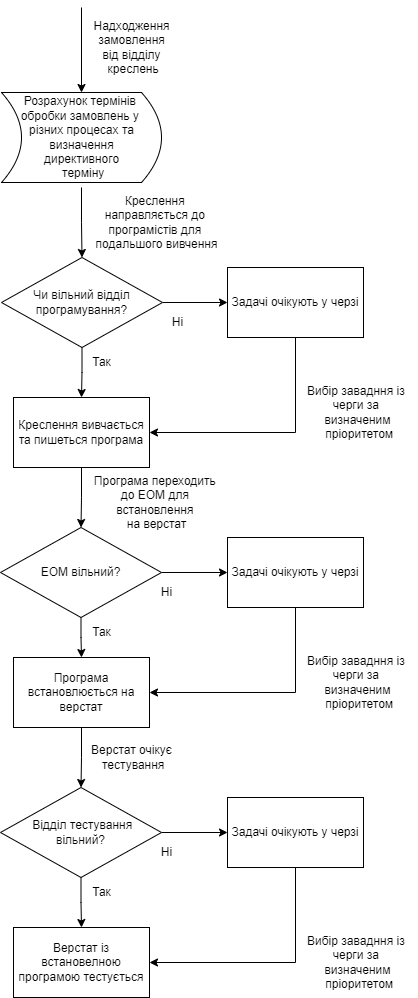 Надходження
замовлення
від відділу
креслень
Розрахунок термінів
обробки замовлень у
різних процесах та
визначення
директивного
терміну
Креслення
направляється до
програмістів для
подальшого вивчення
Чи вільний відділ
програмування?
Ні
Задачі очікують у черзі
Так
Вибір завадння із
черги за
визначеним
пріоритетом
Креслення вивчається
та пишеться програма
Програма переходить
до ЕОМ для
встановлення
на верстат
ЕОМ вільний?
Ні
Задачі очікують у черзі
Так
Вибір завадння із
черги за
визначеним
пріоритетом
Програма
встановлюється на
верстат
Верстат очікує
тестування
Відділ тестування
вільний?
Ні
Задачі очікують у черзі
Так
Вибір завадння із
черги за
визначеним
пріоритетом
Верстат із
встановелною
програмою тестується